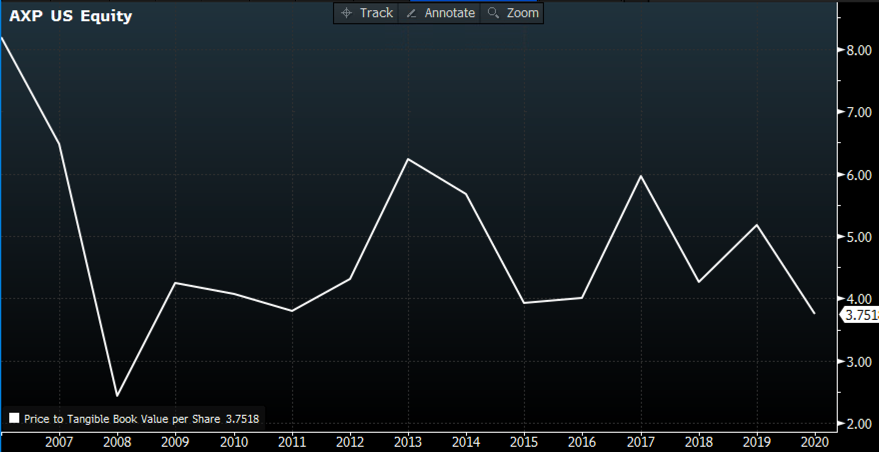 AXP US Equity
Track Annotate Zoom
8.00
7.00
6.00
5.00
4.00
3.7518
3.00
2.00
Price to Tangible Book Value per Share 3.7518
2007 2008 2009 2010 2011 2012 2013 2014 2015 2016 2017 2018 2019 2020